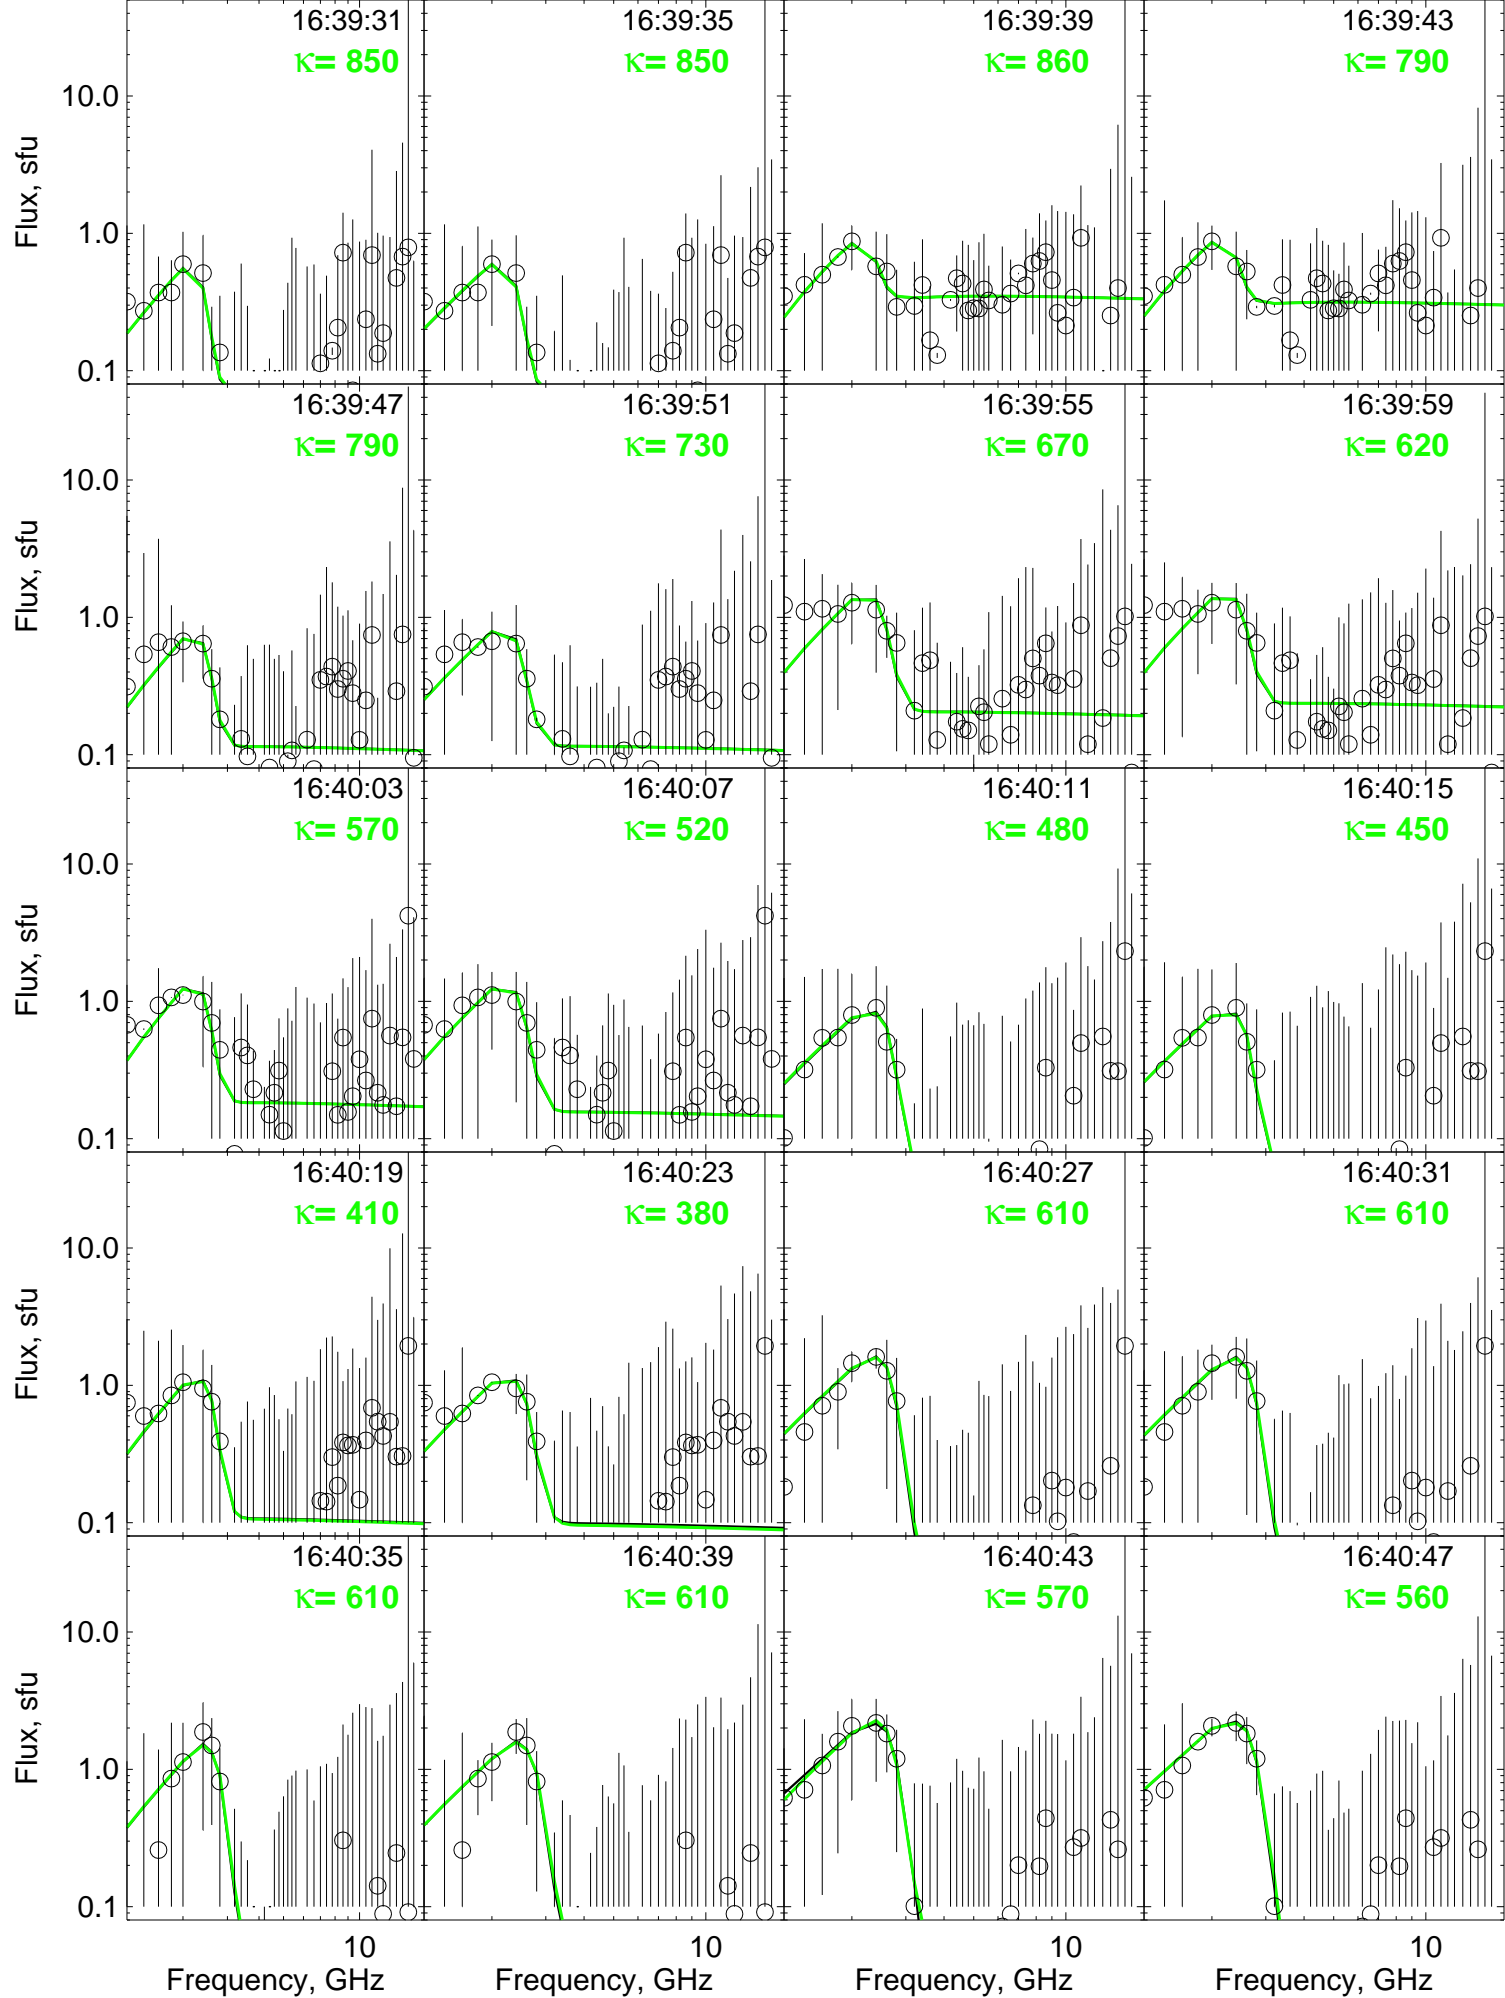 16:39:31 16:39:35 16:39:39 16:39:43
κ= 850 κ= 850 κ= 860 κ= 790
10.0
1.0
0.1
Flux, sfu
16:39:47 16:39:51 16:39:55 16:39:59
κ= 790 κ= 730 κ= 670 κ= 620
10.0
1.0
0.1
Flux, sfu
16:40:03 16:40:07 16:40:11 16:40:15
κ= 570 κ= 520 κ= 480 κ= 450
10.0
1.0
0.1
Flux, sfu
16:40:19 16:40:23 16:40:27 16:40:31
κ= 410 κ= 380 κ= 610 κ= 610
10.0
1.0
0.1
Flux, sfu
16:40:35 16:40:39 16:40:43 16:40:47
κ= 610 κ= 610 κ= 570 κ= 560
10.0
1.0
0.1
Flux, sfu
10 10 10 10
Frequency, GHz Frequency, GHz Frequency, GHz Frequency, GHz